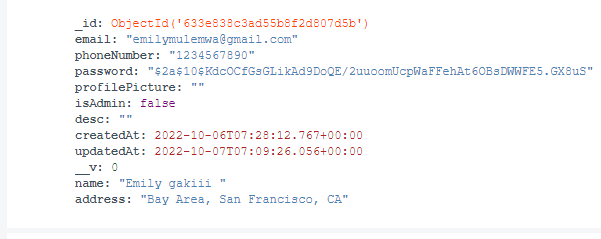 _id: ObjectId('633e838c3ad55b8f2d807d5b')
email: "emilymulemwa@gmail.com"
phoneNumber: "1234567890"
password: "$2a$10$KdcOCfGsGLikAd9DoQE/2uuoomUcpWaFFehAt6OBsDWWFE5.GX8uS"
profilePicture: ""
isAdmin: false
desc: ""
createdAt: 2022-10-06T07:28:12.767+00:00
updatedAt: 2022-10-07T07:09:26.056+00:00
__v: 0
name: "Emily gakiii "
address: "Bay Area, San Francisco, CA"